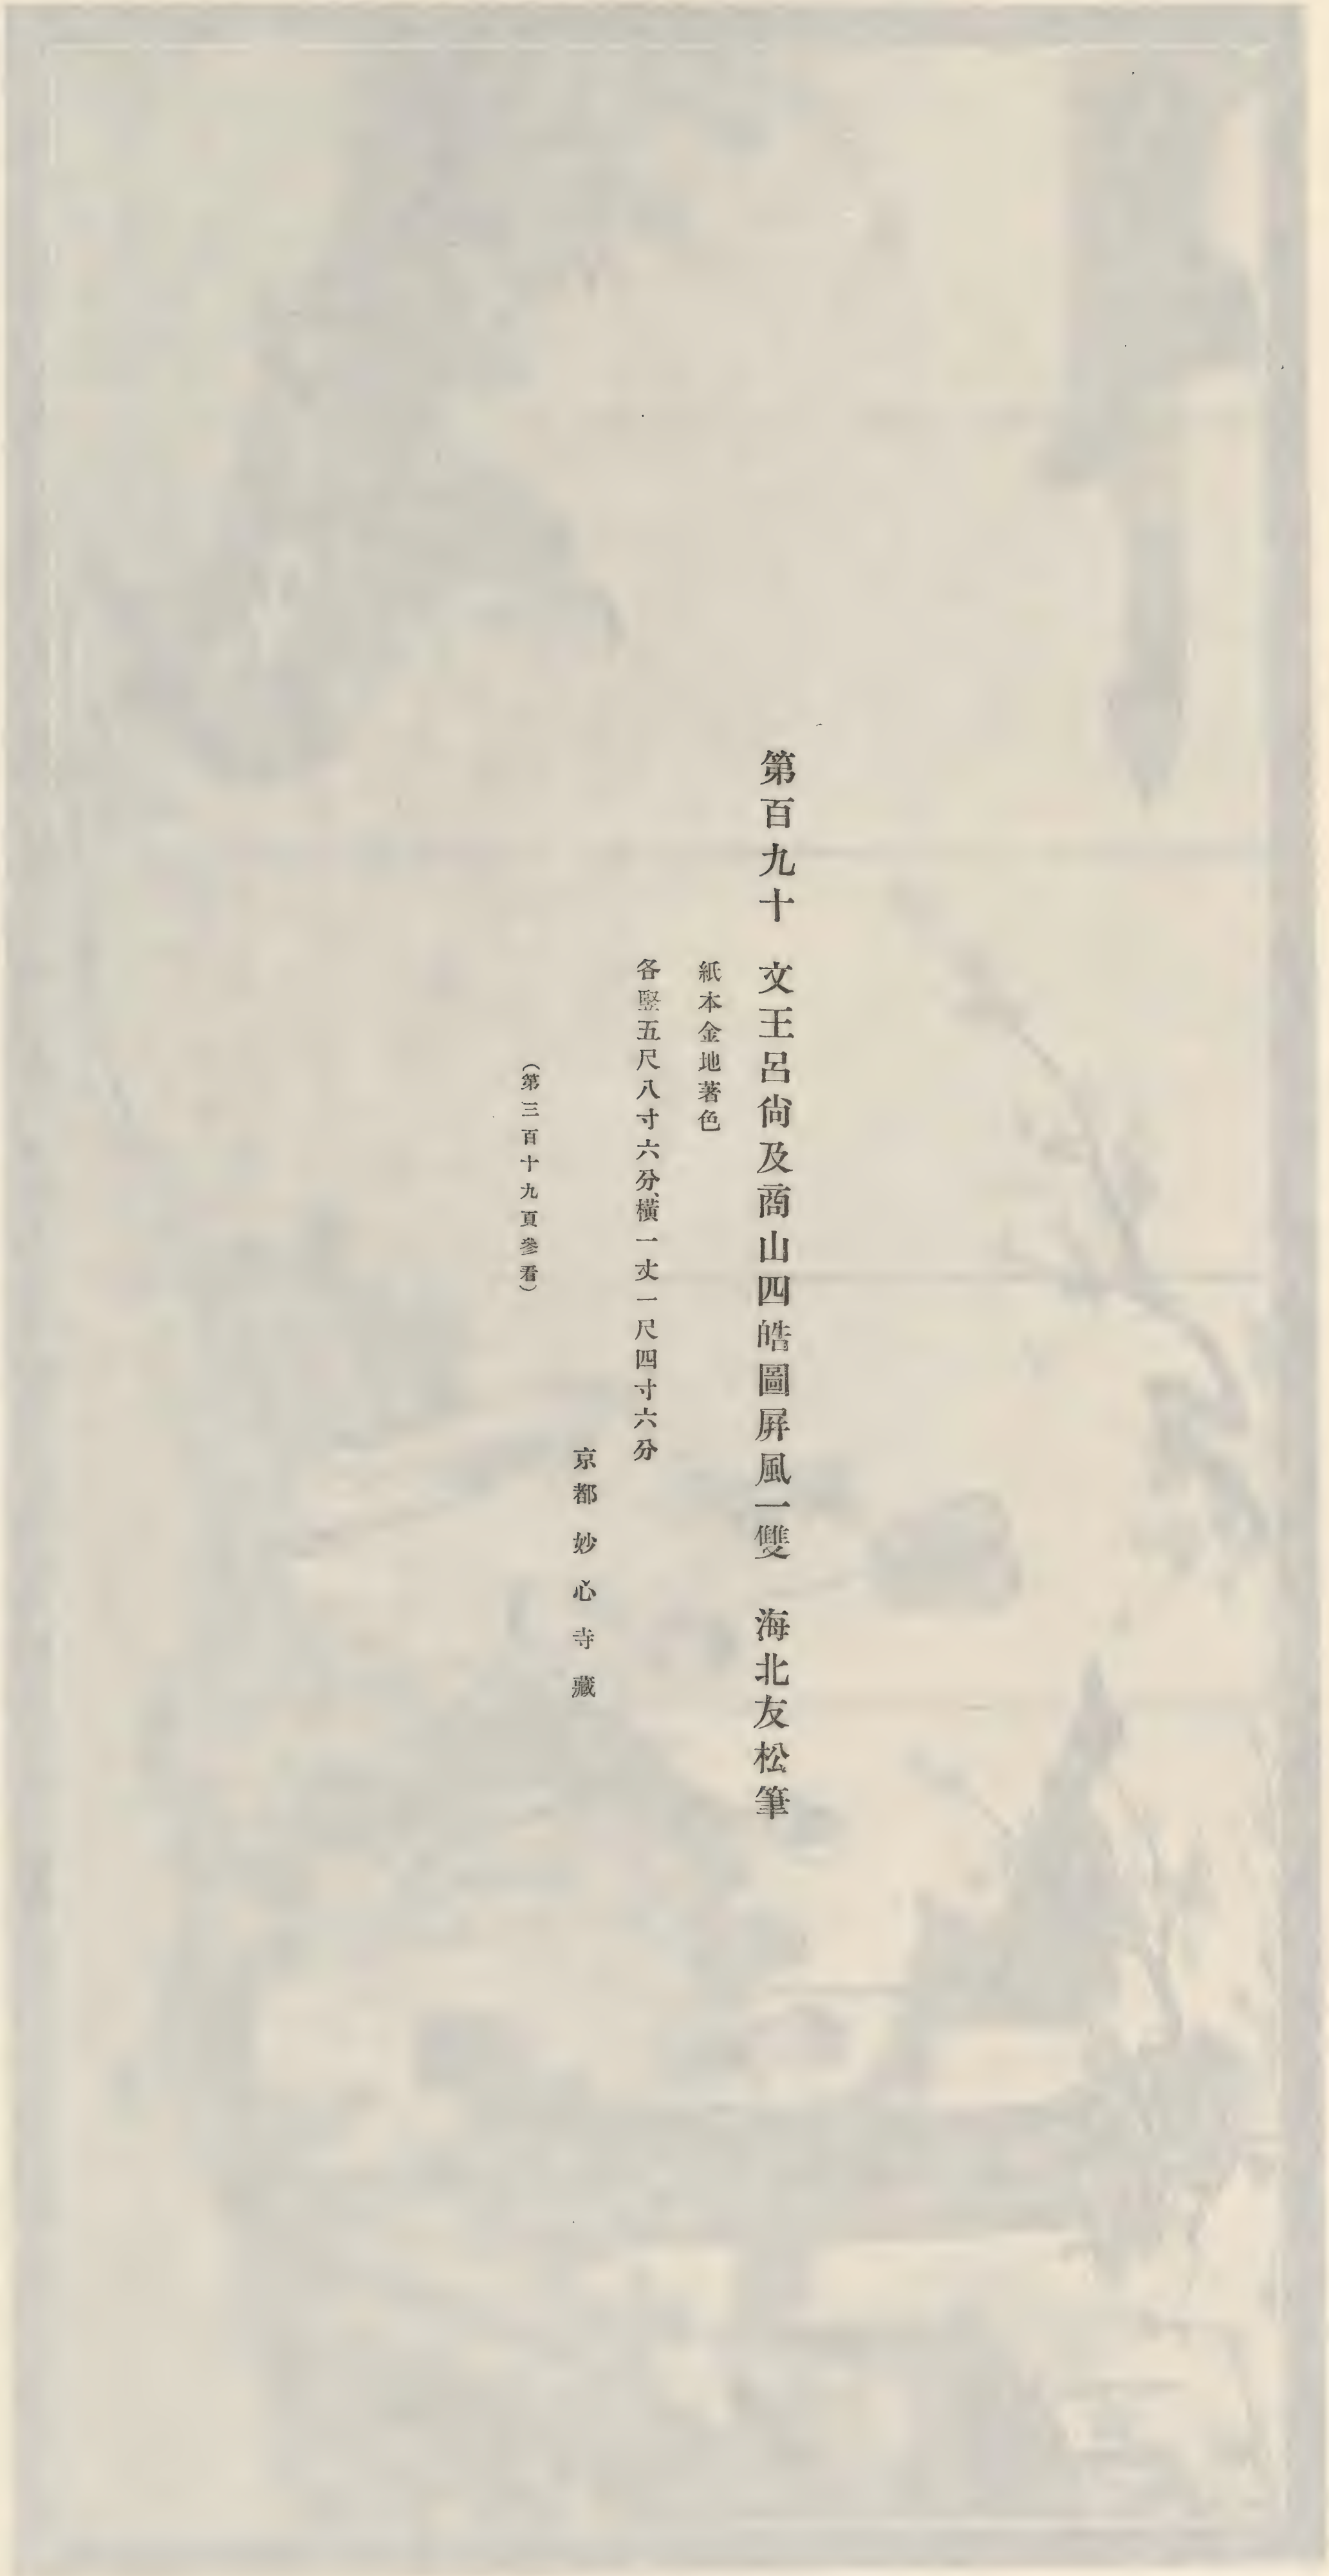 第百九十　文王呂尙及商山四皓圖屏風一雙　海北友松筆
紙本金地著色
各竪五尺八寸六分、橫一丈一尺四寸六分
京都妙心寺藏
（第三百十九頁參看）